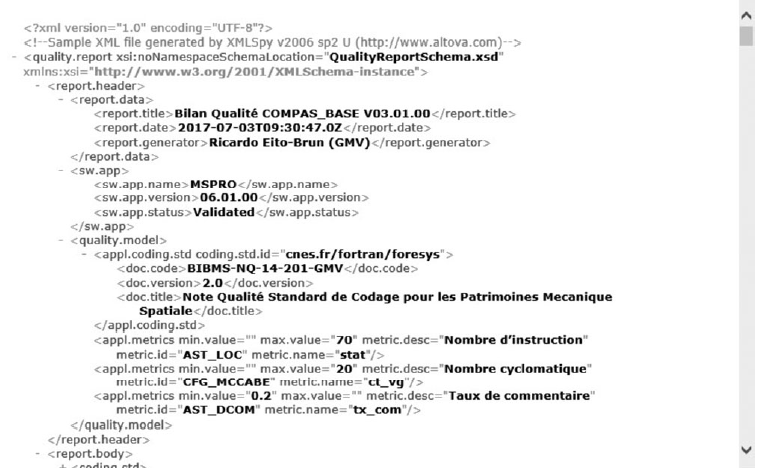 <?xml version="1.0" encoding="UTF-8"?>
<!--Sample XML file generated by XMLSpy v2006 sp2 U (http://www.altova.com)-->
- <quality.report xsi:noNamespaceSchemaLocation="QualityReportSchema.xsd"
xmlns:xsi="http://www.w3.org/2001/XMLSchema-instance">
- <report.header>
- <report.data>
<report.title>Bilan Qualité COMPAS_BASE V03.01.00</report.title>
<report.date>2017-07-03T09:30:47.0Z</report.date>
<report.generator>Ricardo Eito-Brun (GMV)</report.generator>
</report.data>
- <sw.app>
<sw.app.name>MSPRO</sw.app.name>
<sw.app.version>06.01.00</sw.app.version>
<sw.app.status>Validated</sw.app.status>
</sw.app>
- <quality.model>
- <appl.coding.std coding.std.id="cnes.fr/fortran/foresys">
<doc.code>BIBMS-NQ-14-201-GMV</doc.code>
<doc.version>2.0</doc.version>
<doc.title>Note Qualité Standard de Codage pour les Patrimoines Mecanique
Spatiale</doc.title>
</appl.coding.std>
<appl.metrics min.value="" max.value="70" metric.desc="Nombre d'instruction"
metric.id="AST_LOC" metric.name="stat"/>
<appl.metrics min.value="" max.value="20" metric.desc="Nombre cyclomatique"
metric.id="CFG_MCCABE" metric.name="ct_vg"/>
<appl.metrics min.value="0.2" max.value="" metric.desc="Taux de commentaire"
metric.id="AST_DCOM" metric.name="tx_com"/>
</quality.model>
</report.header>
- <report.body>
+ <coding.std>